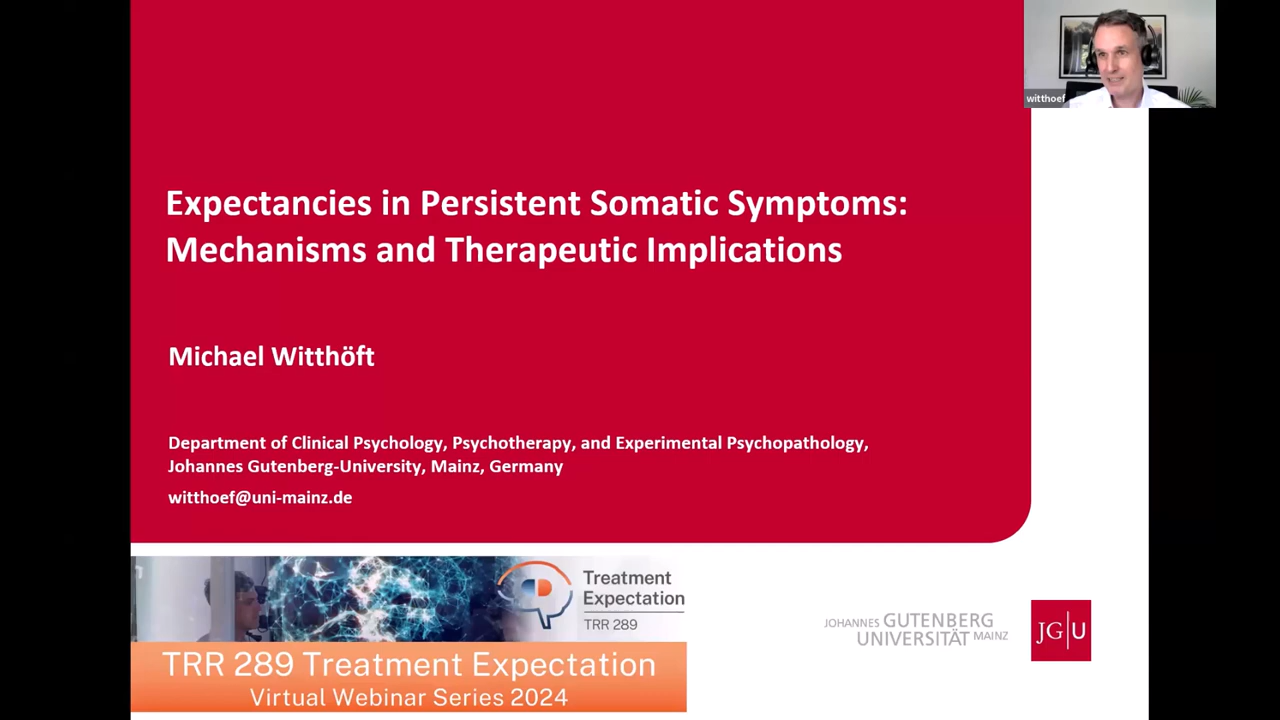 witthoef
Expectancies in Persistent Somatic Symptoms:
Mechanisms and Therapeutic Implications
Michael Witthöft
Department of Clinical Psychology, Psychotherapy, and Experimental Psychopathology,
Johannes Gutenberg-University, Mainz, Germany
witthoef@uni-mainz.de
Treatment
Expectation
TRR 289
TRR 289 Treatment Expectation
Virtual Webinar Series 2024
JOHANNES GUTENBERG
UNIVERSITÄT MAINZ
JG|U